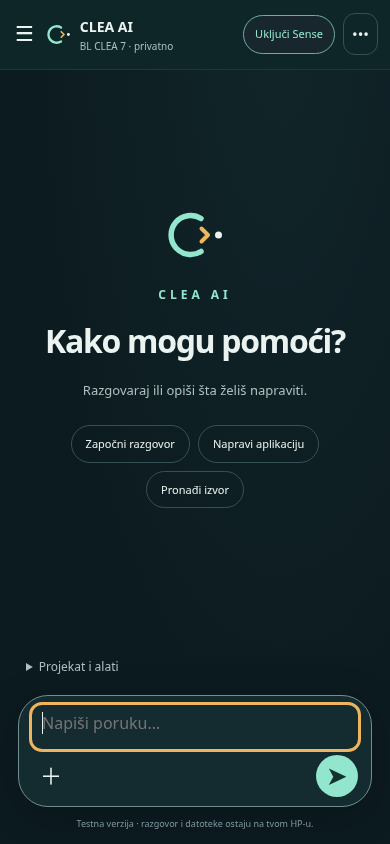 CLEA AI
BL CLEA 7 · privatno
Uključi Sense
CLEA AI
Kako mogu pomoći?
Razgovaraj ili opiši šta želiš napraviti.
Započni razgovor
Napravi aplikaciju
Pronađi izvor
Projekat i alati
Napiši poruku...
Testna verzija · razgovor i datoteke ostaju na tvom HP-u.